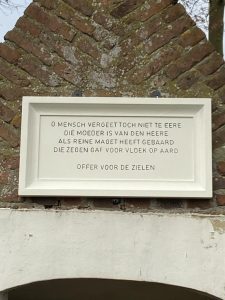 O MENSCH VERGEET TOCH NIET TE EERE
DIE MOEDER IS VAN DEN HEERE
ALS REINE MAGET HEEFT GEBAARD
DIE ZEGEN GAF VOOR VLOEK OP AARD
OFFER VOOR DE ZIELEN